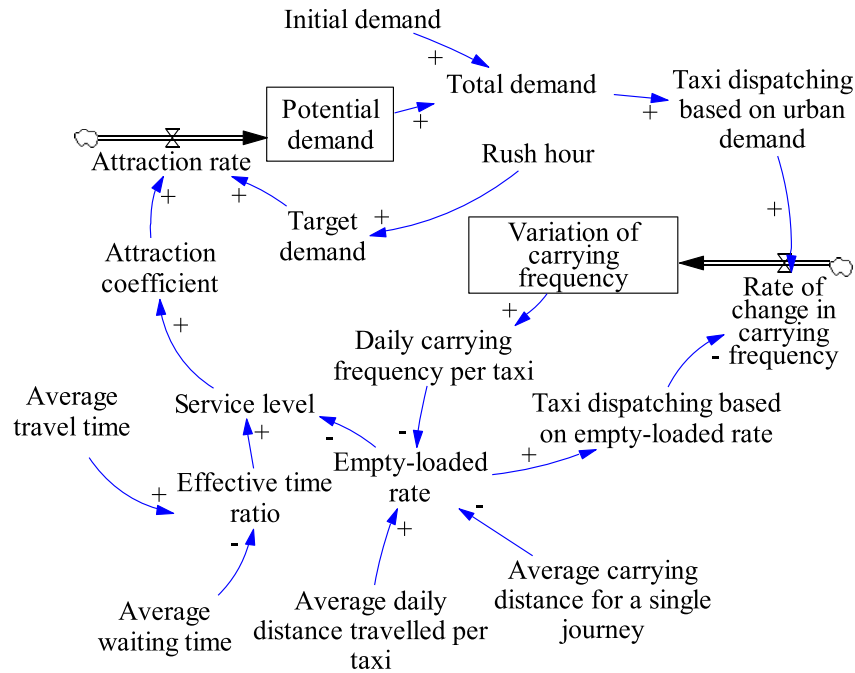 Initial demand
+
Total demand
Taxi dispatching
based on urban
demand
+
+
Potential
demand
Attraction rate
Rush hour
+
+
+
Target
demand
+
Attraction
coefficient
Variation of
carrying
frequency
Rate of
change in
carrying
frequency
-
+
+
Daily carrying
frequency per taxi
Average
travel time
Service level
+
-
-
Taxi dispatching based
on empty-loaded rate
Empty-loaded
rate
+
Effective time
ratio
+
-
+
-
Average
waiting time
Average daily
distance travelled per
taxi
Average carrying
distance for a single
journey